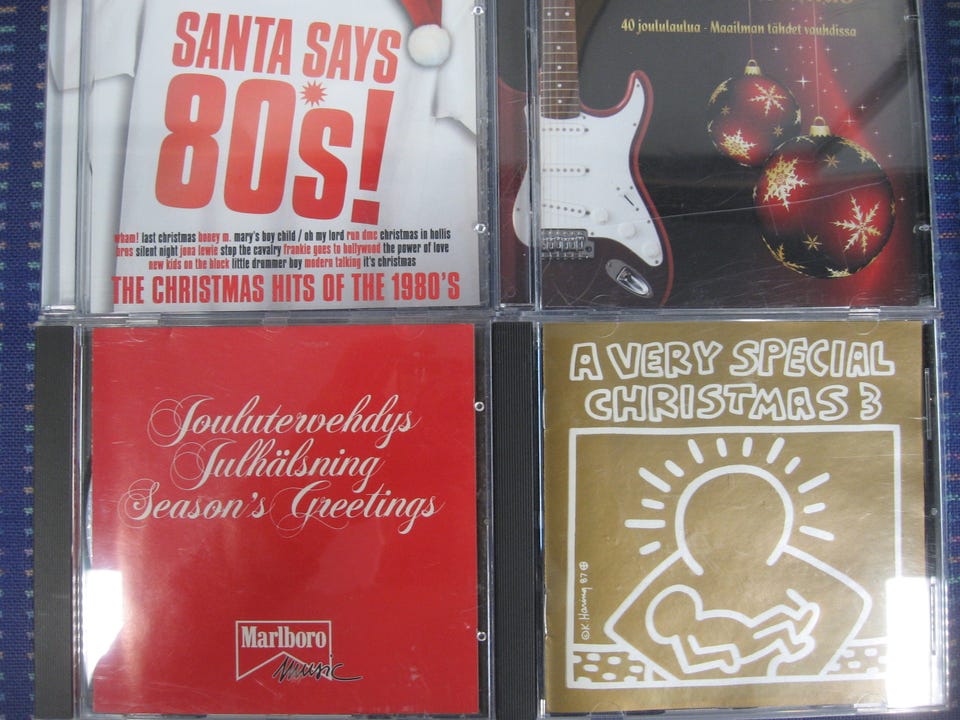 SANTA SAYS
80's!
wham! last christmas boney m. mary's boy child / oh my lord run dmc christmas in hollis
bros silent night jona lewie stop the cavalry frankie goes to hollywood the power of love
new kids on the block little drummer boy modern talking it's christmas
THE CHRISTMAS HITS OF THE 1980'S
40 joululaulua - Maailman tähdet vauhdissa
Jouluterwehdys
Julhälsning
Season's Greetings
Marlboro
music
A VERY SPECIAL
CHRISTMAS 3
© K. Haring 87